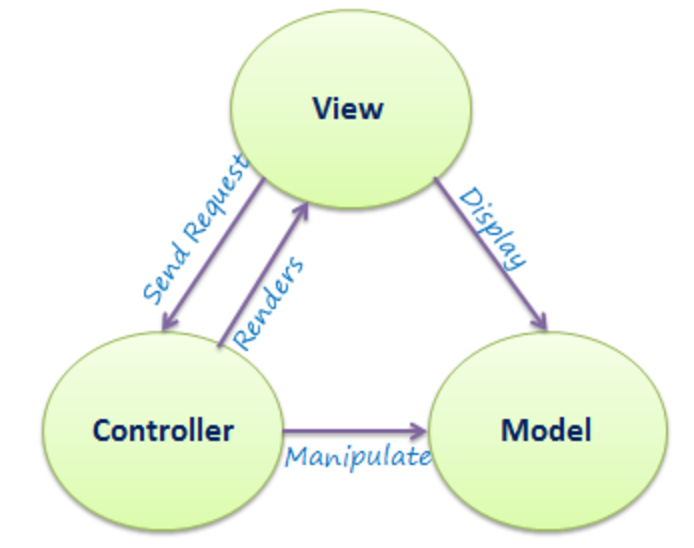 View
Send Request
Renders
Display
Controller
Manipulate
Model